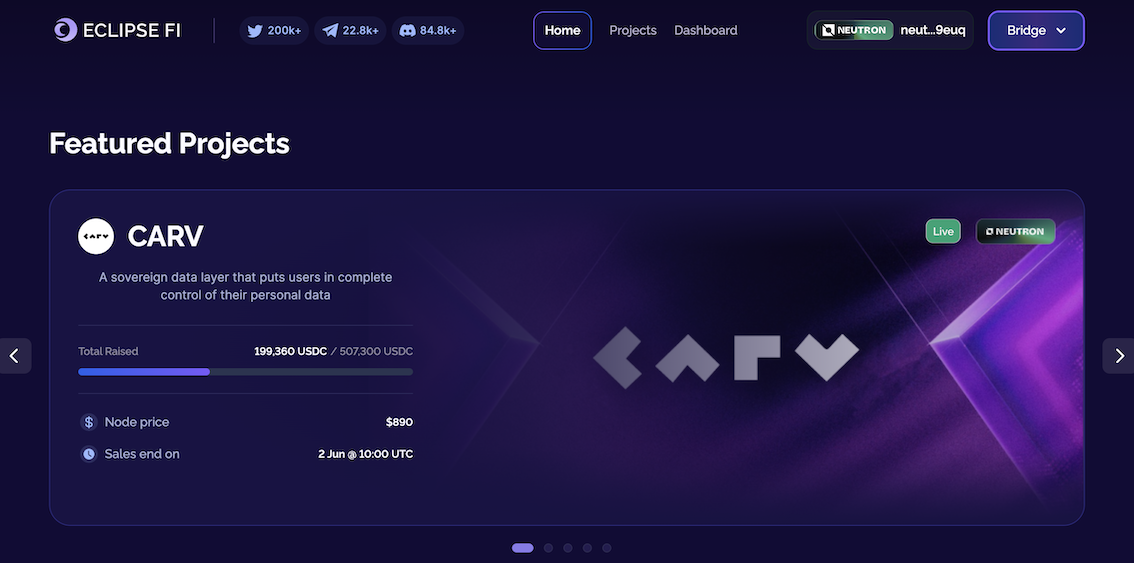 ECLIPSE FI
200k+
22.8k+
84.8k+
Home
Projects
Dashboard
NEUTRON
neut...9euq
Bridge
Featured Projects
CARV
Live
NEUTRON
A sovereign data layer that puts users in complete
control of their personal data
Total Raised
199,360 USDC / 507,300 USDC
carv
Node price
$890
Sales end on
2 Jun @ 10:00 UTC